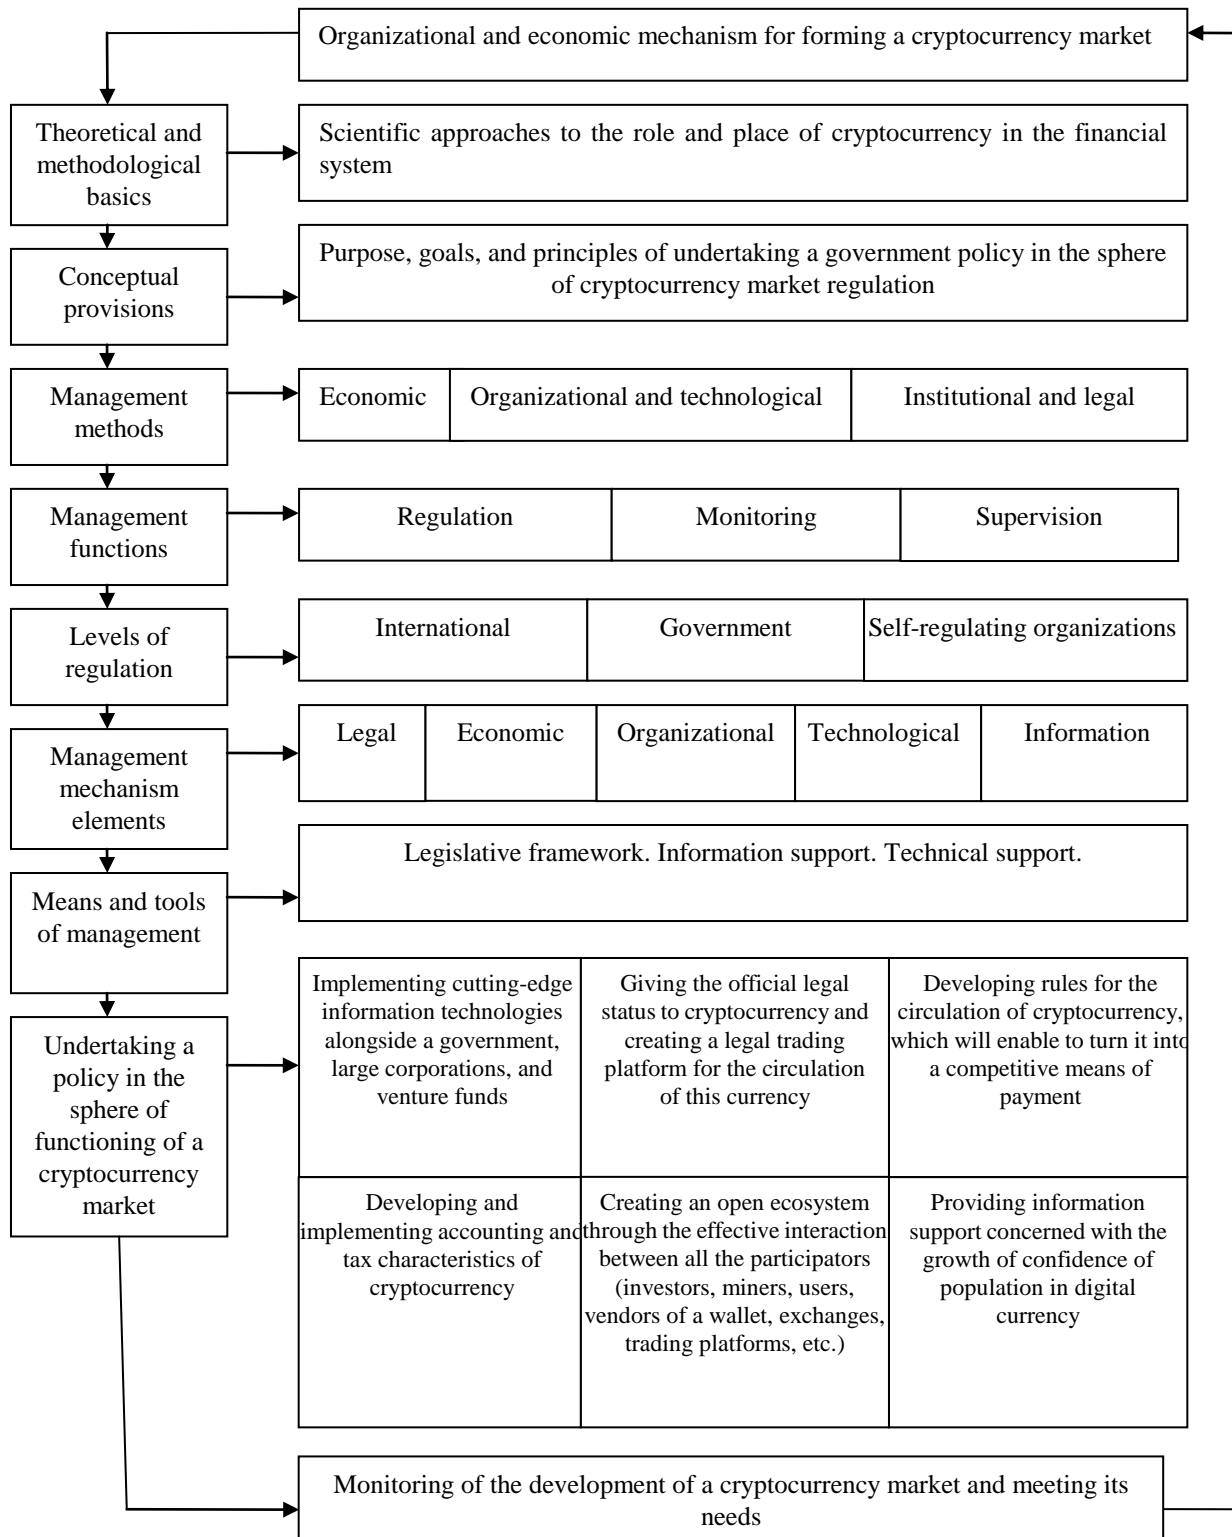 Organizational and economic mechanism for forming a cryptocurrency market
Theoretical and
methodological
basics
Scientific approaches to the role and place of cryptocurrency in the financial
system
Conceptual
provisions
Purpose, goals, and principles of undertaking a government policy in the sphere
of cryptocurrency market regulation
Management
methods
Economic
Organizational and technological
Institutional and legal
Management
functions
Regulation
Monitoring
Supervision
Levels of
regulation
International
Government
Self-regulating organizations
Management
mechanism
elements
Legal
Economic
Organizational
Technological
Information
Means and tools
of management
Legislative framework. Information support. Technical support.
Undertaking a
policy in the
sphere of
functioning of a
cryptocurrency
market
Implementing cutting-edge
information technologies
alongside a government,
large corporations, and
venture funds
Giving the official legal
status to cryptocurrency and
creating a legal trading
platform for the circulation
of this currency
Developing rules for the
circulation of cryptocurrency,
which will enable to turn it into
a competitive means of
payment
Developing and
implementing accounting and
tax characteristics of
cryptocurrency
Creating an open ecosystem
through the effective interaction
between all the participators
(investors, miners, users,
vendors of a wallet, exchanges,
trading platforms, etc.)
Providing information
support concerned with the
growth of confidence of
population in digital
currency
Monitoring of the development of a cryptocurrency market and meeting its
needs